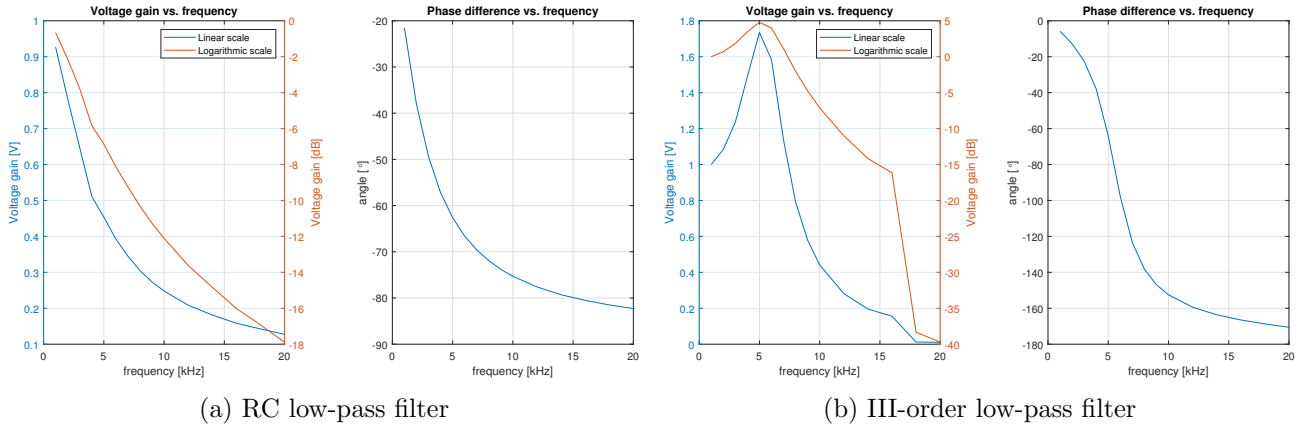 Voltage gain vs. frequency
Linear scale
Logarithmic scale
Voltage gain [V]
1
0.9
0.8
0.7
0.6
0.5
0.4
0.3
0.2
0.1
0
-2
-4
-6
-8
-10
-12
-14
-16
-18
Voltage gain [dB]
0 5 10 15 20
frequency [kHz]
Phase difference vs. frequency
angle [°]
-20
-30
-40
-50
-60
-70
-80
-90
0 5 10 15 20
frequency [kHz]
(a) RC low-pass filter
Voltage gain vs. frequency
Linear scale
Logarithmic scale
Voltage gain [V]
1.8
1.6
1.4
1.2
1
0.8
0.6
0.4
0.2
0
5
0
-5
-10
-15
-20
-25
-30
-35
-40
Voltage gain [dB]
0 5 10 15 20
frequency [kHz]
Phase difference vs. frequency
angle [°]
0
-20
-40
-60
-80
-100
-120
-140
-160
-180
0 5 10 15 20
frequency [kHz]
(b) III-order low-pass filter